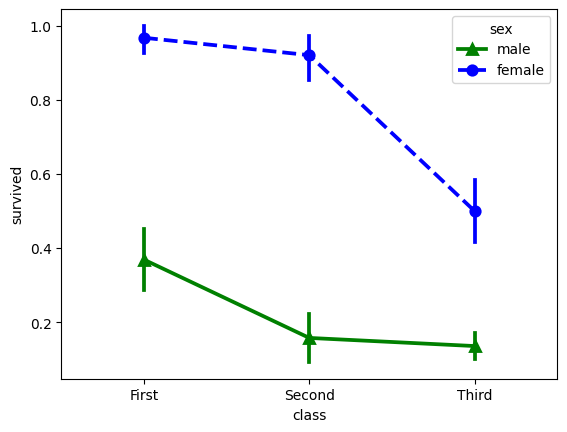 sex
male
female
survived
1.0
0.8
0.6
0.4
0.2
First
Second
Third
class